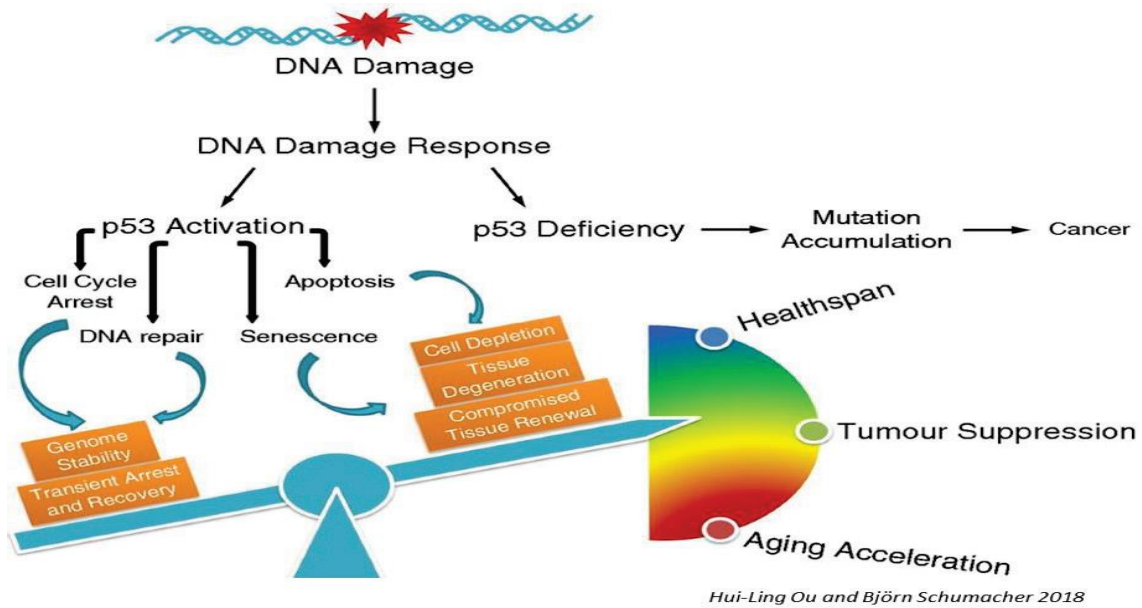 DNA Damage
DNA Damage Response
p53 Activation
p53 Deficiency
Mutation
Accumulation
Cancer
Cell Cycle
Arrest
Apoptosis
DNA repair
Senescence
Genome
Stability
Transient Arrest
and Recovery
Cell Depletion
Tissue
Degeneration
Compromised
Tissue Renewal
Healthspan
Tumour Suppression
Aging Acceleration
Hui-Ling Ou and Björn Schumacher 2018